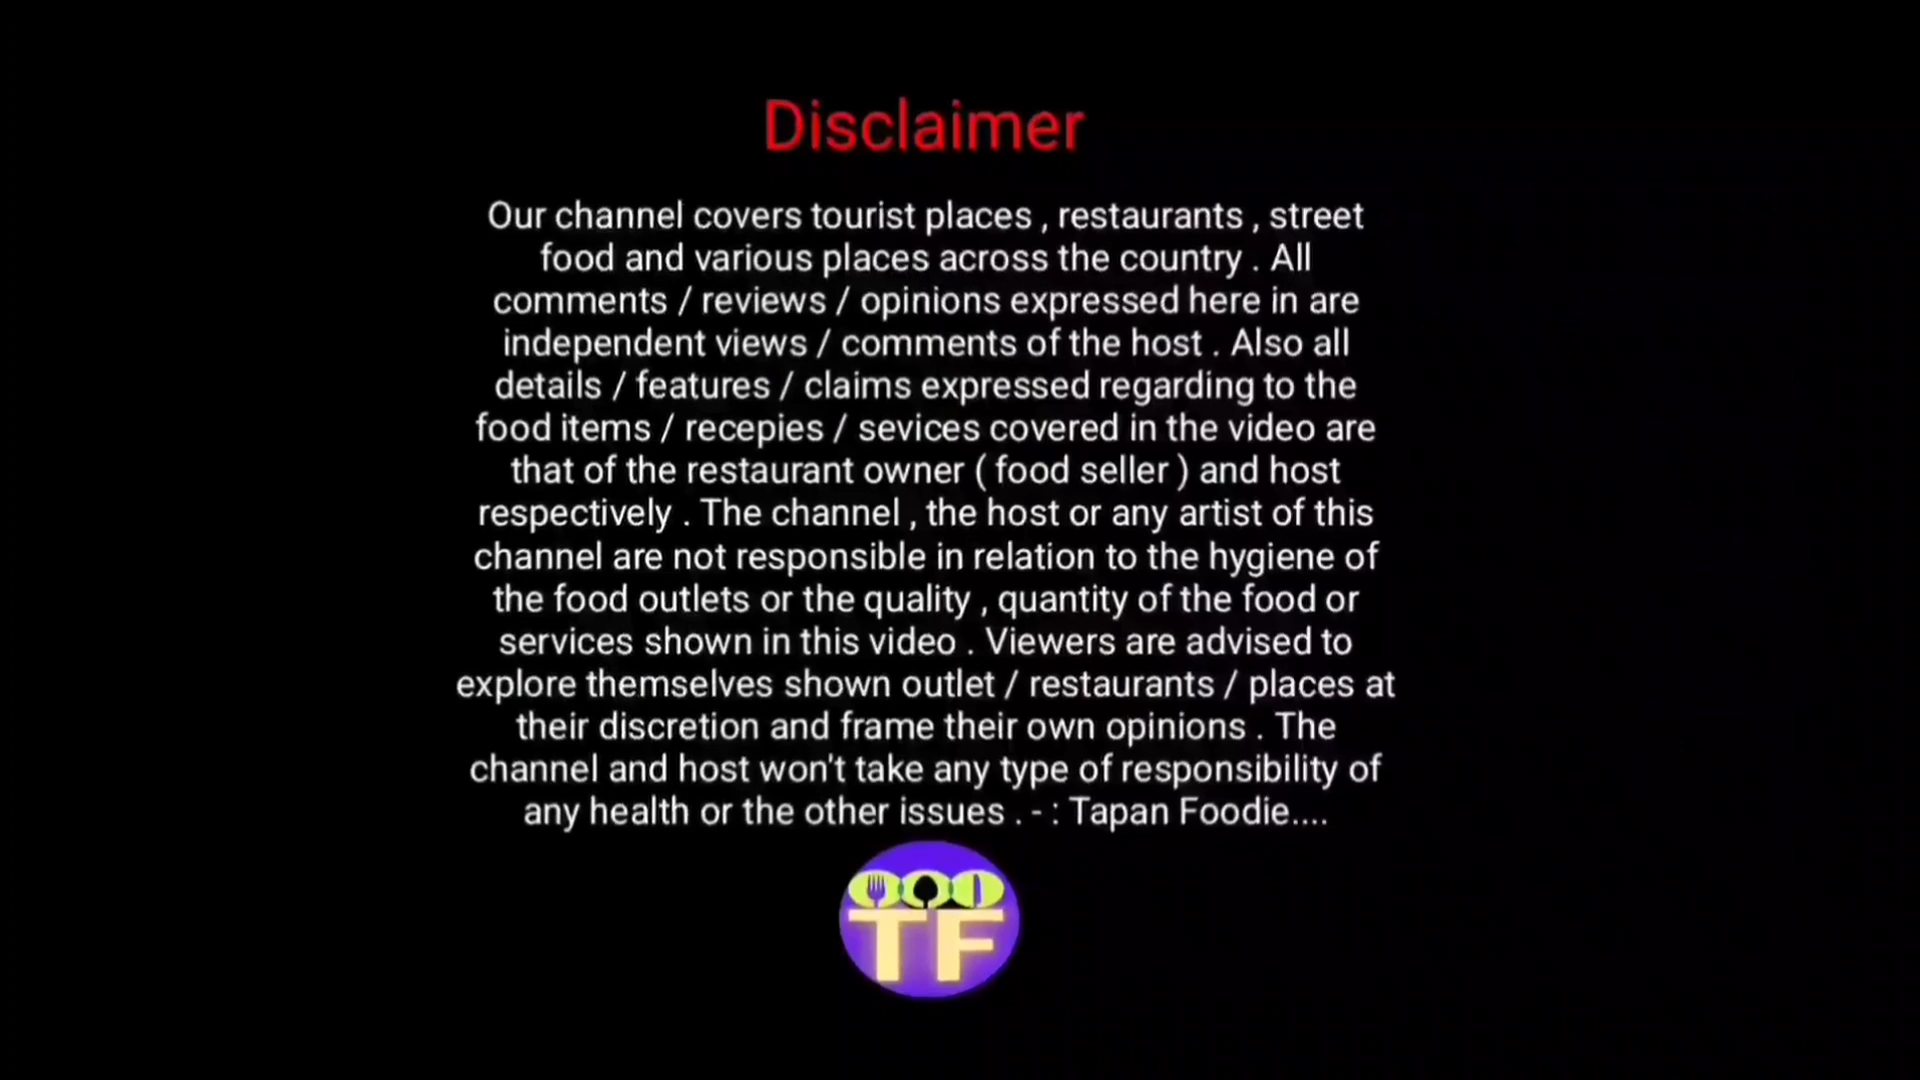 Disclaimer
Our channel covers tourist places , restaurants , street
food and various places across the country . All
comments / reviews / opinions expressed here in are
independent views / comments of the host . Also all
details / features / claims expressed regarding to the
food items / recepies / sevices covered in the video are
that of the restaurant owner ( food seller ) and host
respectively . The channel , the host or any artist of this
channel are not responsible in relation to the hygiene of
the food outlets or the quality , quantity of the food or
services shown in this video . Viewers are advised to
explore themselves shown outlet / restaurants / places at
their discretion and frame their own opinions . The
channel and host won't take any type of responsibility of
any health or the other issues . - : Tapan Foodie....
TF